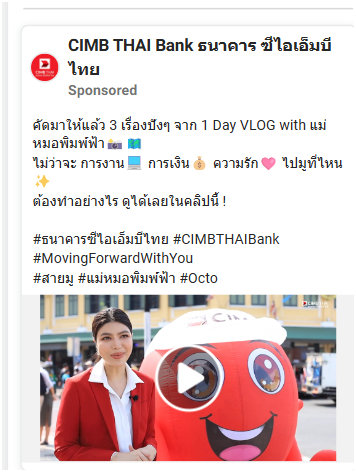 CIMB THAI Bank ธนาคาร ซีไอเอ็มบี
ไทย
Sponsored
คัดมาให้แล้ว 3 เรื่องปังๆ จาก 1 Day VLOG with แม่
หมอพิมพ์ฟ้า📸 🗺️
ไม่ว่าจะ การงาน💻 การเงิน💰 ความรัก💖 ไปมูที่ไหน
✨
ต้องทำอย่างไร ดูได้เลยในคลิปนี้ !
#ธนาคารซีไอเอ็มบีไทย #CIMBTHAIBank
#MovingForwardWithYou
#สายมู #แม่หมอพิมพ์ฟ้า #Octo